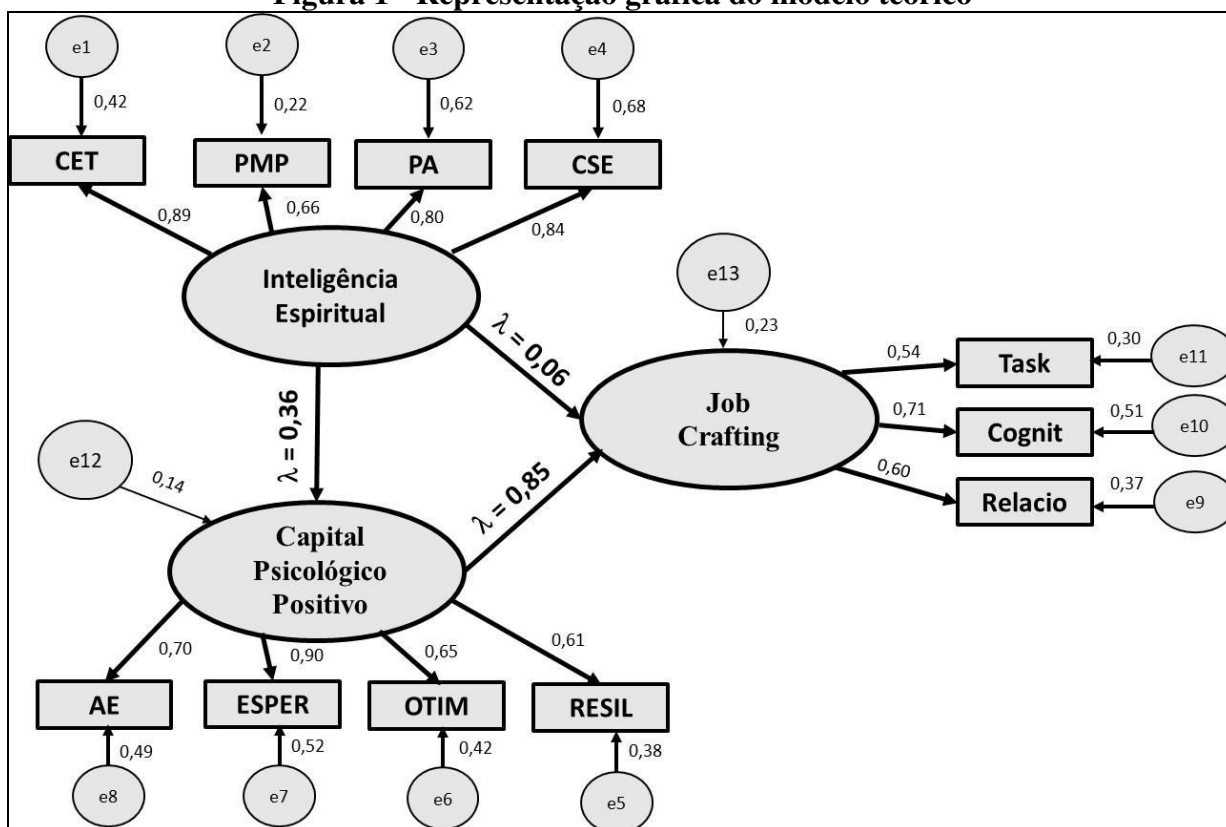 Figura 1 - Representação gráfica do modelo teórico
e1
e2
e3
e4
0,42
0,22
0,62
0,68
CET
PMP
PA
CSE
0,89
0,66
0,80
0,84
Inteligência
Espiritual
e13
0,23
λ = 0,06
λ = 0,36
λ = 0,85
Job
Crafting
0,54
0,71
0,60
Task
Cognit
Relacio
0,30
0,51
0,37
e11
e10
e9
e12
0,14
Capital
Psicológico
Positivo
0,70
0,90
0,65
0,61
AE
ESPER
OTIM
RESIL
0,49
0,52
0,42
0,38
e8
e7
e6
e5